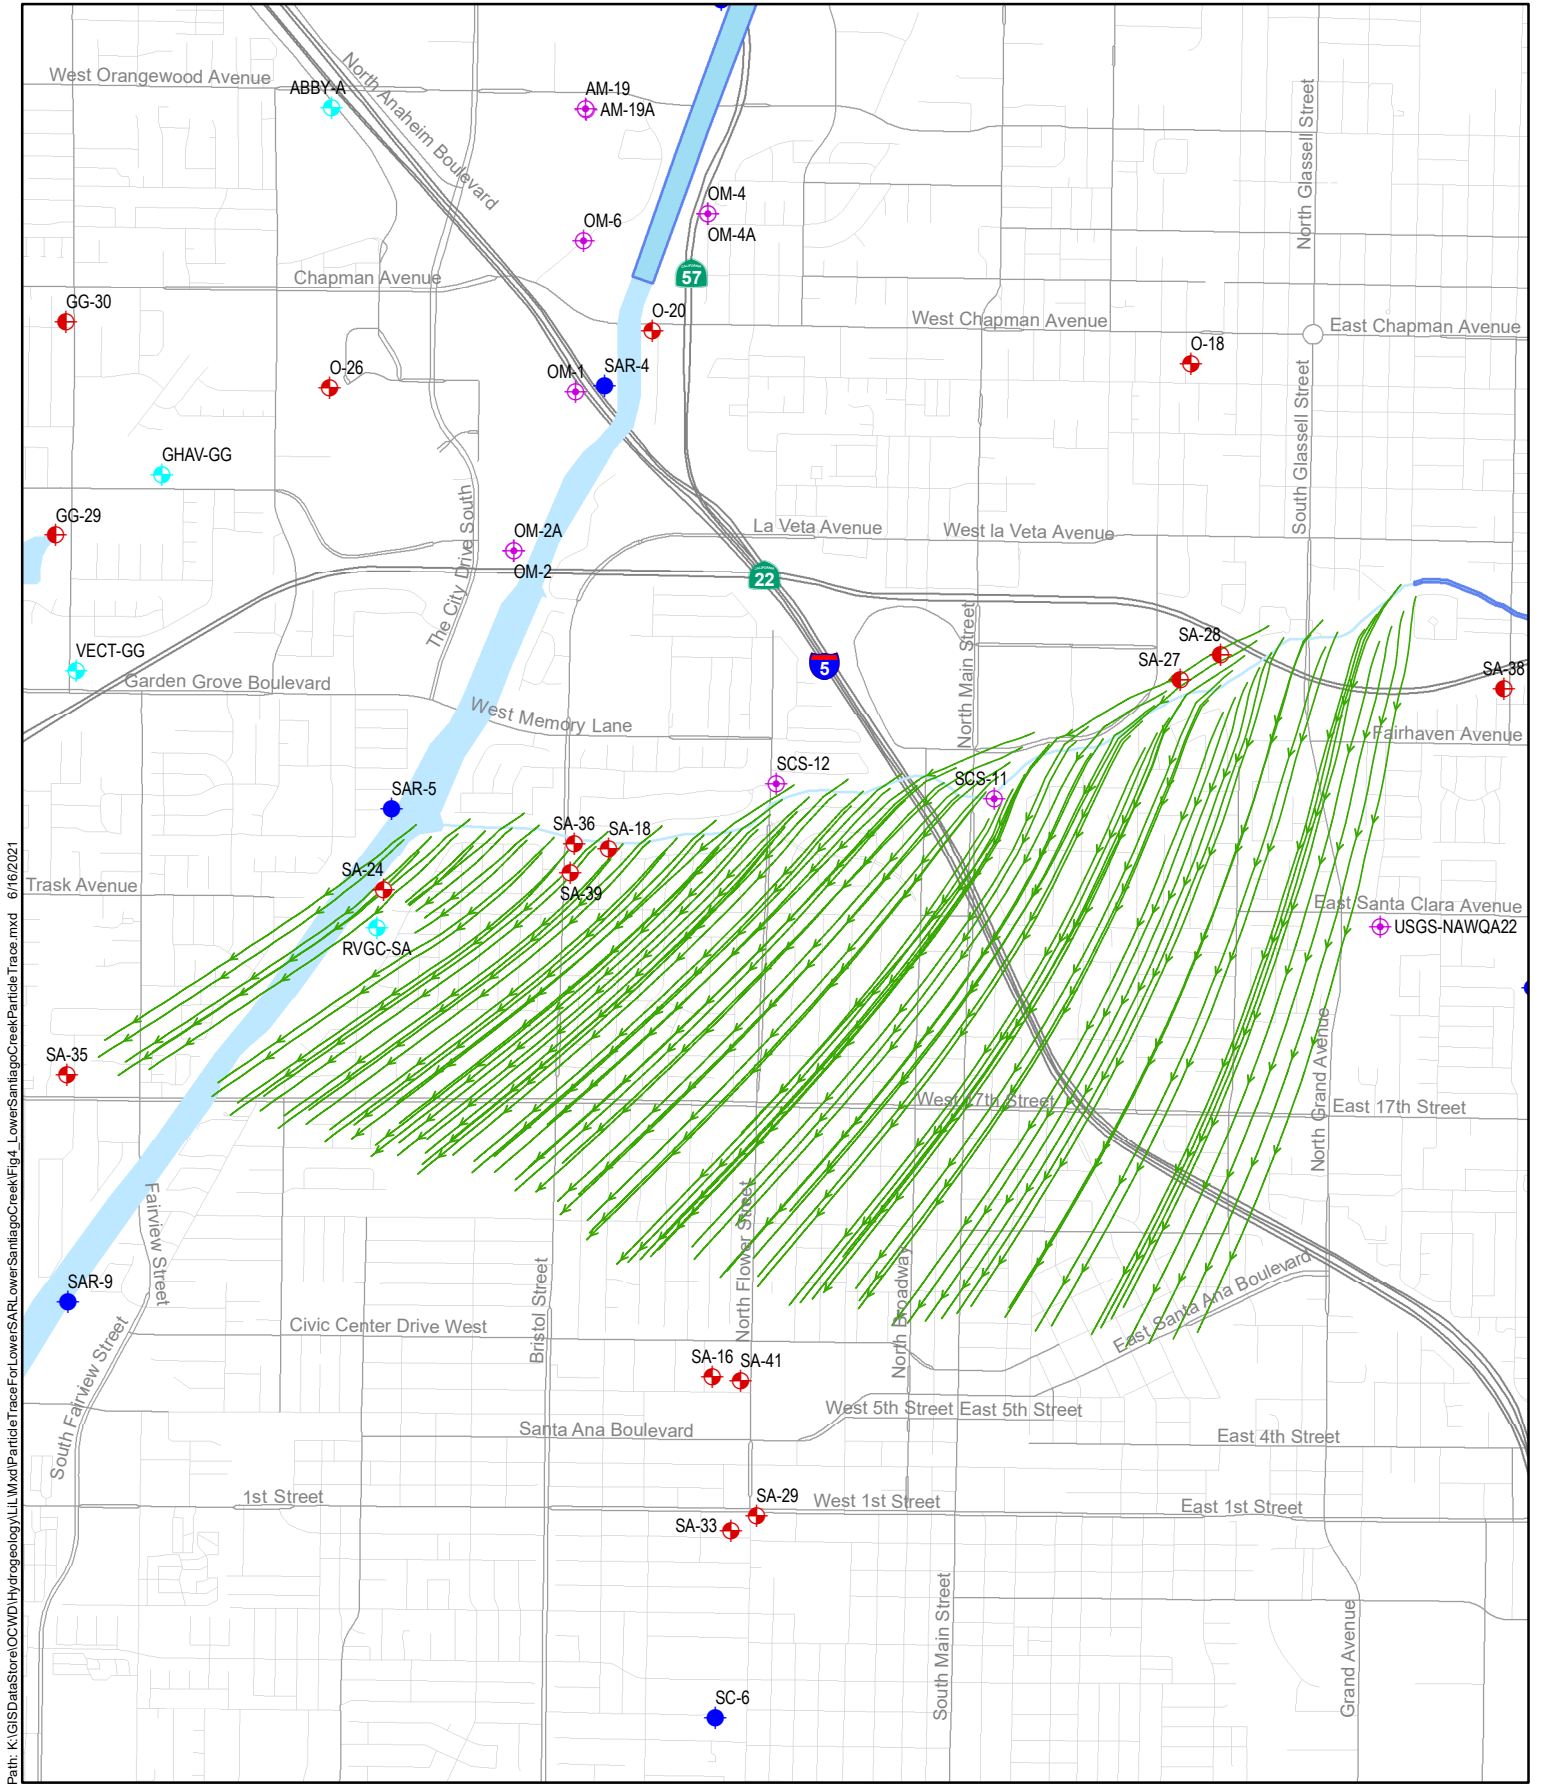 West Orangewood Avenue
ABBY-A
North Anaheim Boulevard
AM-19
AM-19A
North Glassell Street
OM-4
OM-6
OM-4A
CALIFORNIA
57
Chapman Avenue
GG-30
O-20
West Chapman Avenue
East Chapman Avenue
O-18
O-26
OM-1
SAR-4
South Glassell Street
GHAV-GG
GG-29
The City Drive South
OM-2A
OM-2
La Veta Avenue
West la Veta Avenue
CALIFORNIA
22
North Main Street
SA-28
SA-27
SA-38
5
VECT-GG
Garden Grove Boulevard
West Memory Lane
Fairhaven Avenue
SCS-12
SCS-11
SAR-5
SA-36
SA-18
SA-24
SA-39
Trask Avenue
East Santa Clara Avenue
USGS-NAWQA22
RVGC-SA
SA-35
West 17th Street
East 17th Street
North Grand Avenue
Fairview Street
North Flower Street
SAR-9
Bristol Street
North Broadway
East Santa Ana Boulevard
Civic Center Drive West
South Fairview Street
SA-16
SA-41
West 5th Street
East 5th Street
Santa Ana Boulevard
East 4th Street
1st Street
SA-29
West 1st Street
East 1st Street
SA-33
South Main Street
Grand Avenue
SC-6
Path: K:\GISDataStore\OCWD\Hydrogeology\LiL\Mxd\ParticleTraceForLowerSARLowerSantiagoCreek\Fig4_LowerSantiagoCreekParticleTrace.mxd 6/16/2021